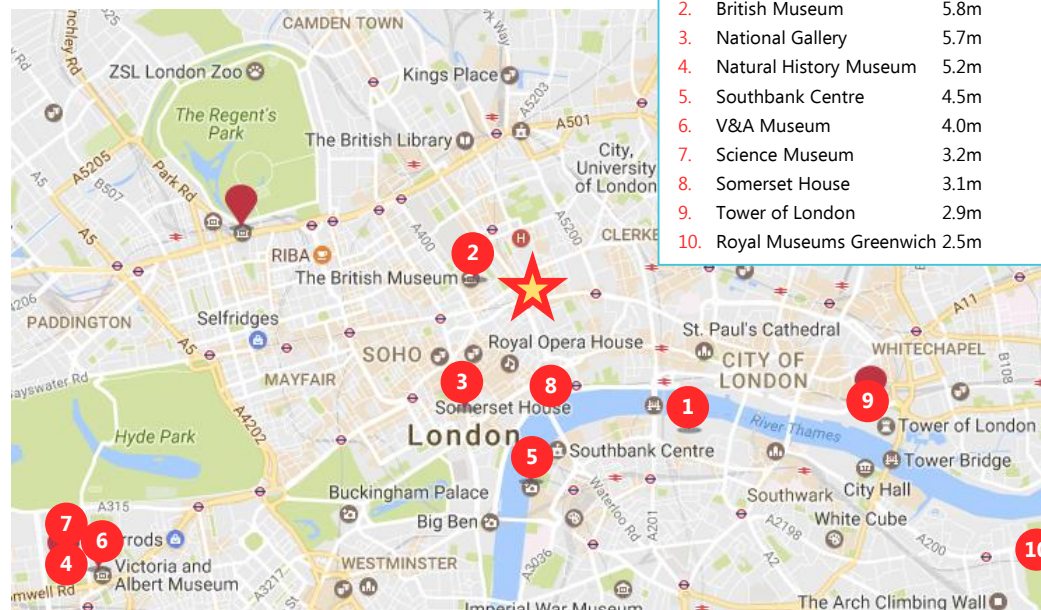 2. British Museum 5.8m
3. National Gallery 5.7m
4. Natural History Museum 5.2m
5. Southbank Centre 4.5m
6. V&A Museum 4.0m
7. Science Museum 3.2m
8. Somerset House 3.1m
9. Tower of London 2.9m
10. Royal Museums Greenwich 2.5m
CAMDEN TOWN
ZSL London Zoo
Kings Place
A5203
A501
The Regent's
Park
The British Library
City,
University
of London
A5205
A5
B507
Park Rd
A5
A400
A5200
H
RIBA
2
The British Museum
A11
PADDINGTON
Selfridges
A5
St. Paul's Cathedral
Royal Opera House
SOHO
WHITECHAPEL
CITY OF
LONDON
B108
MAYFAIR
3
8
1
9
Somerset House
A4202
Hyde Park
London
River Thames
Tower of London
5
Southbank Centre
Tower Bridge
Buckingham Palace
Southwark
City Hall
A315
Waterloo Rd
A201
7
Big Ben
White Cube
A2198
A200
6
10
4
Victoria and
Albert Museum
WESTMINSTER
A3036
A2
A3217
Imperial War Museum
The Arch Climbing Wall